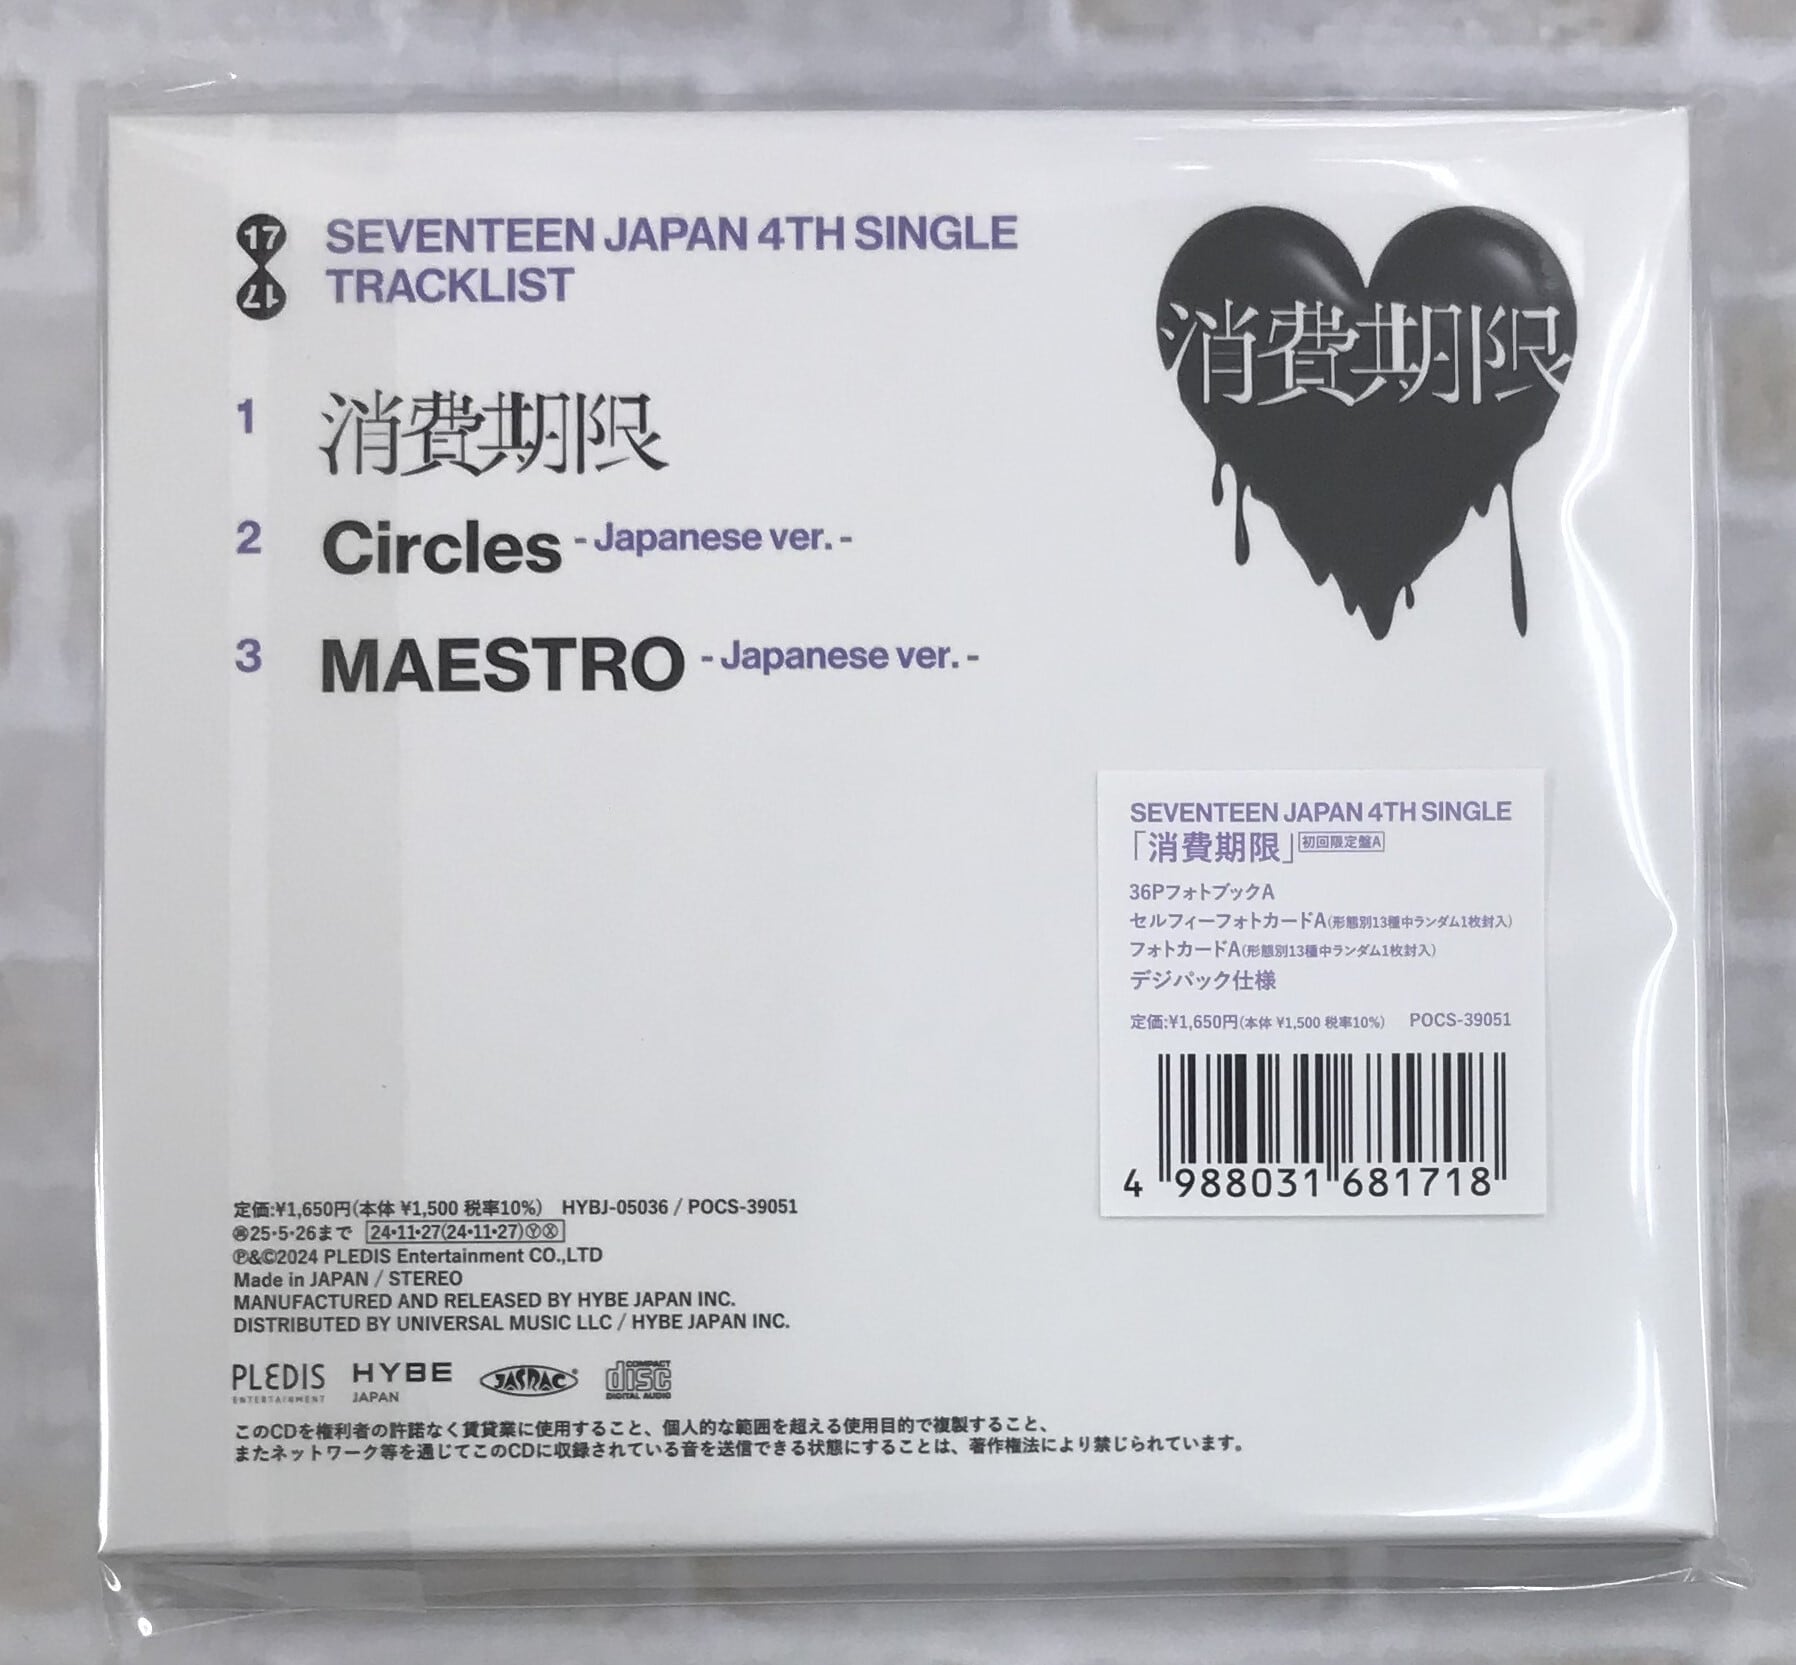 17
17
SEVENTEEN JAPAN 4TH SINGLE
TRACKLIST
1 消費期限
2 Circles - Japanese ver. -
3 MAESTRO - Japanese ver. -
消費期限
SEVENTEEN JAPAN 4TH SINGLE
「消費期限」初回限定盤A
36PフォトブックA
セルフィーフォトカードA(形態別13種中ランダム1枚封入)
フォトカードA(形態別13種中ランダム1枚封入)
デジパック仕様
定価:¥1,650円(本体 ¥1,500 税率10%) POCS-39051
4 988031 681718
定価:¥1,650円(本体 ¥1,500 税率10%) HYBJ-05036 / POCS-39051
㊎25・5・26まで 24・11・27(24・11・27)ⓎⓍ
℗&©2024 PLEDIS Entertainment CO.,LTD
Made in JAPAN / STEREO
MANUFACTURED AND RELEASED BY HYBE JAPAN INC.
DISTRIBUTED BY UNIVERSAL MUSIC LLC / HYBE JAPAN INC.
PLEDIS ENTERTAINMENT HYBE JAPAN JASRAC® COMPACT disc DIGITAL AUDIO
このCDを権利者の許諾なく賃貸業に使用すること、個人的な範囲を超える使用目的で複製すること、
またネットワーク等を通じてこのCDに収録されている音を送信できる状態にすることは、著作権法により禁じられています。